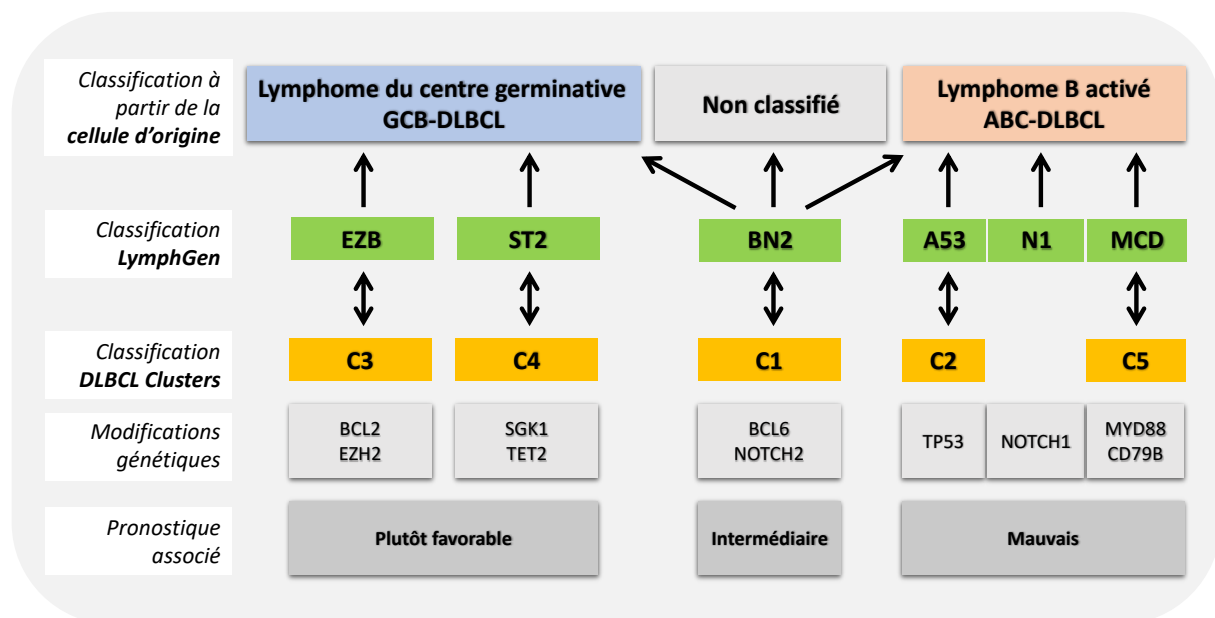 Classification à
partir de la
cellule d'origine
Lymphome du centre germinative
GCB-DLBCL
Non classifié
Lymphome B activé
ABC-DLBCL
Classification
LymphGen
EZB
ST2
BN2
A53
N1
MCD
Classification
DLBCL Clusters
C3
C4
C1
C2
C5
Modifications
génétiques
BCL2
EZH2
SGK1
TET2
BCL6
NOTCH2
TP53
NOTCH1
MYD88
CD79B
Pronostique
associé
Plutôt favorable
Intermédiaire
Mauvais